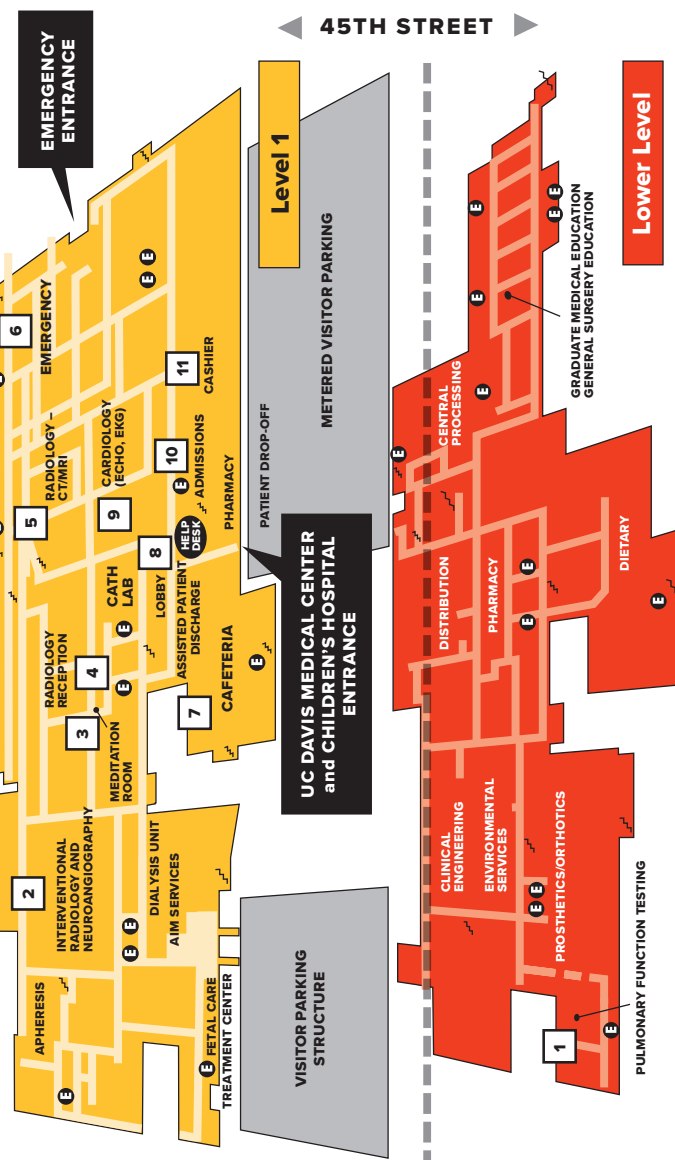 45TH STREET
EMERGENCY
ENTRANCE
Level 1
6
EMERGENCY
E
E
11
CASHIER
METERED VISITOR PARKING
PATIENT DROP-OFF
5
RADIOLOGY –
CT/MRI
9
CARDIOLOGY
(ECHO, EKG)
10
E
ADMISSIONS
PHARMACY
8
LOBBY
HELP
DESK
ASSISTED PATIENT
DISCHARGE
CATH
LAB
E
RADIOLOGY
RECEPTION
4
E
3
MEDITATION
ROOM
7
CAFETERIA
E
UC DAVIS MEDICAL CENTER
and CHILDREN’S HOSPITAL
ENTRANCE
2
INTERVENTIONAL
RADIOLOGY AND
NEUROANGIOGRAPHY
DIALYSIS UNIT
AIM SERVICES
E
E
APHERESIS
E
E
FETAL CARE
TREATMENT CENTER
VISITOR PARKING
STRUCTURE
Lower Level
E
E
E
E
GRADUATE MEDICAL EDUCATION
GENERAL SURGERY EDUCATION
E
E
CENTRAL
PROCESSING
DISTRIBUTION
PHARMACY
E
E
DIETARY
E
CLINICAL
ENGINEERING
ENVIRONMENTAL
SERVICES
E
E
PROSTHETICS/ORTHOTICS
1
E
PULMONARY FUNCTION TESTING